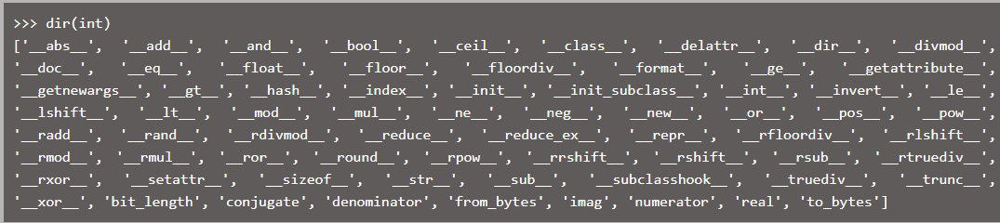 >>> dir(int)
['__abs__', '__add__', '__and__', '__bool__', '__ceil__', '__class__', '__delattr__', '__dir__', '__divmod__',
'__doc__', '__eq__', '__float__', '__floor__', '__floordiv__', '__format__', '__ge__', '__getattribute__',
'__getnewargs__', '__gt__', '__hash__', '__index__', '__init__', '__init_subclass__', '__int__', '__invert__', '__le__',
'__lshift__', '__lt__', '__mod__', '__mul__', '__ne__', '__neg__', '__new__', '__or__', '__pos__', '__pow__',
'__radd__', '__rand__', '__rdivmod__', '__reduce__', '__reduce_ex__', '__repr__', '__rfloordiv__', '__rlshift__',
'__rmod__', '__rmul__', '__ror__', '__round__', '__rpow__', '__rrshift__', '__rshift__', '__rsub__', '__rtruediv__',
'__rxor__', '__setattr__', '__sizeof__', '__str__', '__sub__', '__subclasshook__', '__truediv__', '__trunc__',
'__xor__', 'bit_length', 'conjugate', 'denominator', 'from_bytes', 'imag', 'numerator', 'real', 'to_bytes']